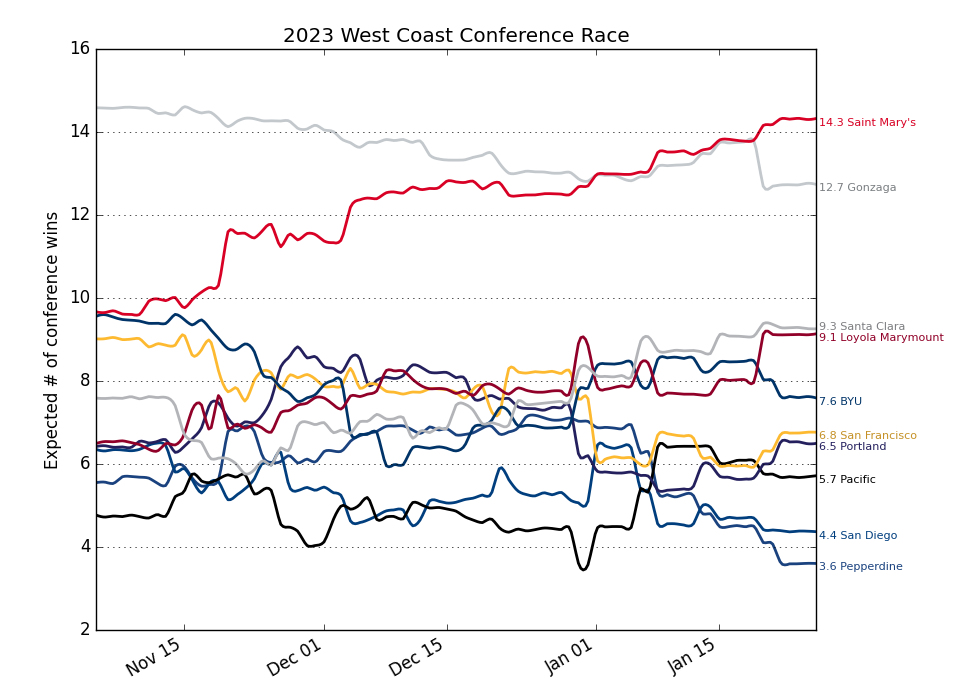 2023 West Coast Conference Race
Expected # of conference wins
16
14
12
10
8
6
4
2
Nov 15
Dec 01
Dec 15
Jan 01
Jan 15
14.3 Saint Mary's
12.7 Gonzaga
9.3 Santa Clara
9.1 Loyola Marymount
7.6 BYU
6.8 San Francisco
6.5 Portland
5.7 Pacific
4.4 San Diego
3.6 Pepperdine